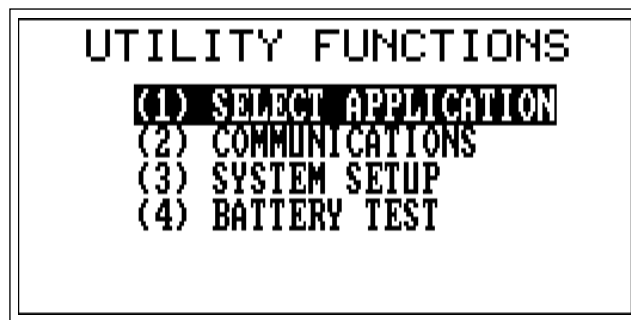 UTILITY FUNCTIONS
(1) SELECT APPLICATION
(2) COMMUNICATIONS
(3) SYSTEM SETUP
(4) BATTERY TEST